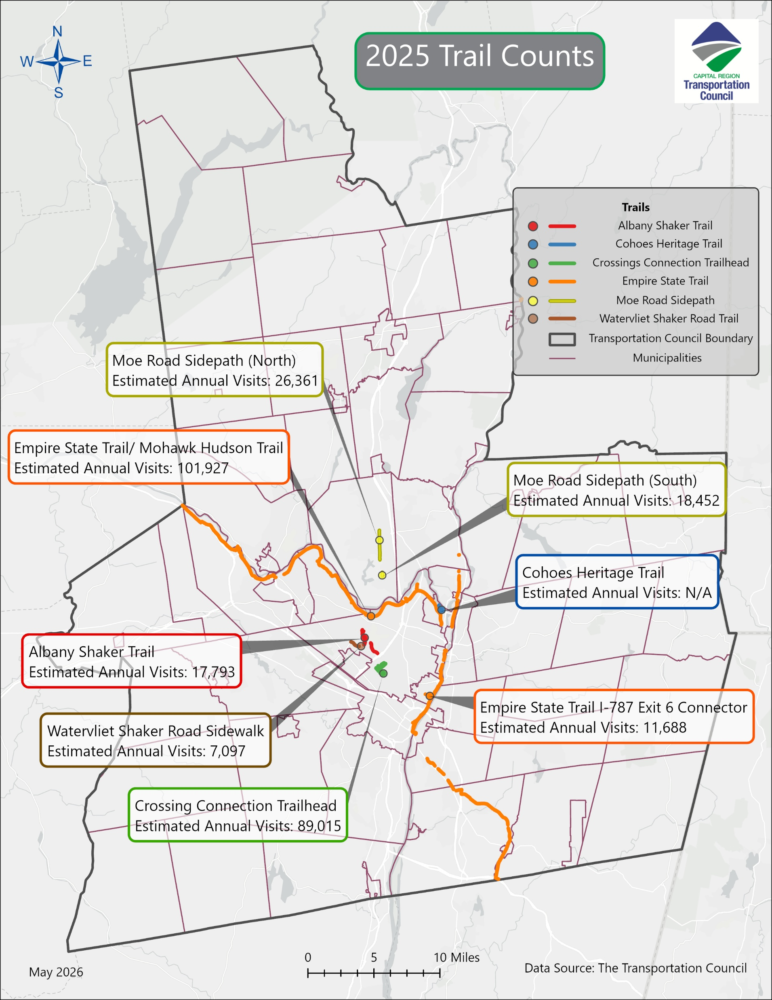 2025 Trail Counts
N
W
E
S
CAPITAL REGION
Transportation
Council
Trails
Albany Shaker Trail
Cohoes Heritage Trail
Crossings Connection Trailhead
Empire State Trail
Moe Road Sidepath
Watervliet Shaker Road Trail
Transportation Council Boundary
Municipalities
Moe Road Sidepath (North)
Estimated Annual Visits: 26,361
Empire State Trail/ Mohawk Hudson Trail
Estimated Annual Visits: 101,927
Moe Road Sidepath (South)
Estimated Annual Visits: 18,452
Cohoes Heritage Trail
Estimated Annual Visits: N/A
Albany Shaker Trail
Estimated Annual Visits: 17,793
Empire State Trail I-787 Exit 6 Connector
Estimated Annual Visits: 11,688
Watervliet Shaker Road Sidewalk
Estimated Annual Visits: 7,097
Crossing Connection Trailhead
Estimated Annual Visits: 89,015
0 5 10 Miles
May 2026
Data Source: The Transportation Council